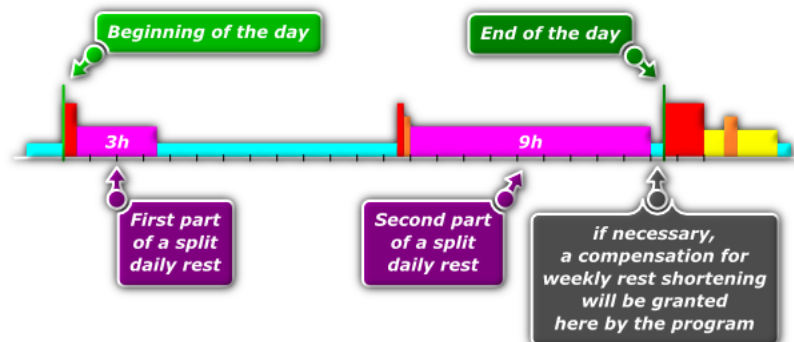 Beginning of the day
End of the day
3h
9h
First part
of a split
daily rest
Second part
of a split
daily rest
if necessary,
a compensation for
weekly rest shortening
will be granted
here by the program